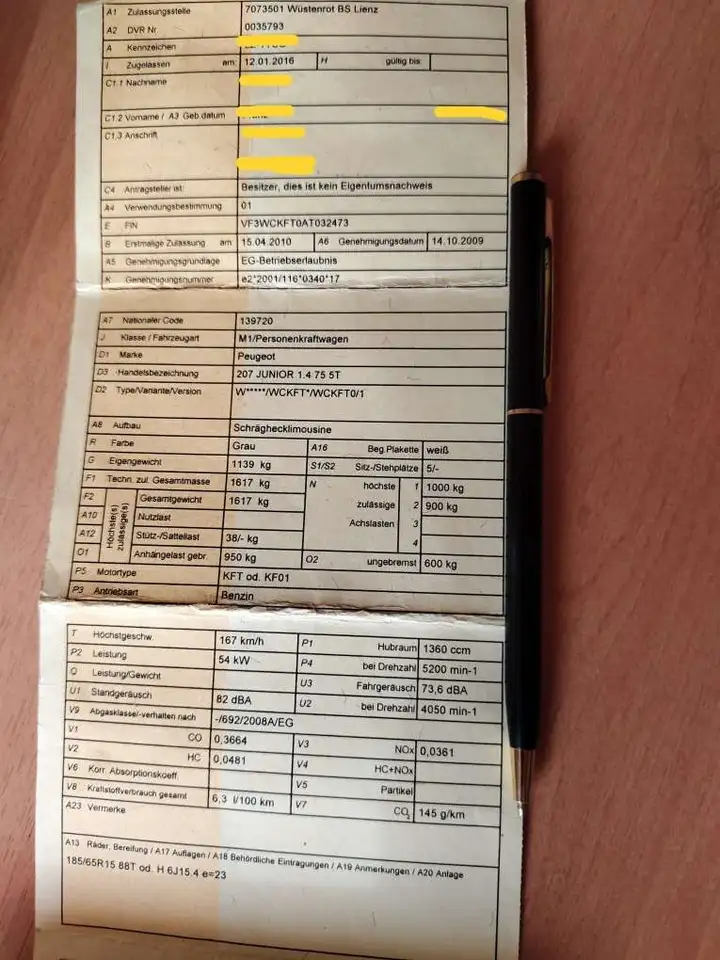 A1 Zulassungsstelle 7073501 Wüstenrot BS Lienz
A2 DVR Nr 0035793
A Kennzeichen
I Zugelassen am: 12.01.2016 H gültig bis:
C1.1 Nachname
C1.2 Vorname / A3 Geb.datum
C1.3 Anschrift
C4 Antragsteller ist: Besitzer, dies ist kein Eigentumsnachweis
A4 Verwendungsbestimmung 01
E FIN VF3WCKFT0AT032473
B Erstmalige Zulassung am 15.04.2010 A6 Genehmigungsdatum 14.10.2009
A5 Genehmigungsgrundlage EG-Betriebserlaubnis
K Genehmigungsnummer e2*2001/116*0340*17
A7 Nationaler Code 139720
J Klasse / Fahrzeugart M1/Personenkraftwagen
D1 Marke Peugeot
D3 Handelsbezeichnung 207 JUNIOR 1.4 75 5T
D2 Type/Variante/Version W*****/WCKFT*/WCKFT0/1
A8 Aufbau Schräghecklimousine
R Farbe Grau A16 Beg.Plakette weiß
G Eigengewicht 1139 kg S1/S2 Sitz-/Stehplätze 5/-
F1 Techn. zul. Gesamtmasse 1617 kg N höchste 1 1000 kg
F2 Höchste(s) zulässige(s) Gesamtgewicht 1617 kg zulässige 2 900 kg
A10 Nutzlast Achslasten 3
A12 Stütz-/Sattellast 38/- kg 4
O1 Anhängelast gebr. 950 kg O2 ungebremst 600 kg
P5 Motortype KFT od. KF01
P3 Antriebsart Benzin
T Höchstgeschw. 167 km/h P1 Hubraum 1360 ccm
P2 Leistung 54 kW P4 bei Drehzahl 5200 min-1
Q Leistung/Gewicht U3 Fahrgeräusch 73,6 dBA
U1 Standgeräusch 82 dBA U2 bei Drehzahl 4050 min-1
V9 Abgasklasse/-verhalten nach -/692/2008A/EG
V1 CO 0,3664 V3 NOx 0,0361
V2 HC 0,0481 V4 HC+NOx
V6 Korr. Absorptionskoeff. V5 Partikel
V8 Kraftstoffverbrauch gesamt 6,3 l/100 km V7 CO2 145 g/km
A23 Vermerke
A13 Räder, Bereifung / A17 Auflagen / A18 Behördliche Eintragungen / A19 Anmerkungen / A20 Anlage
185/65R15 88T od. H 6J15.4 e=23